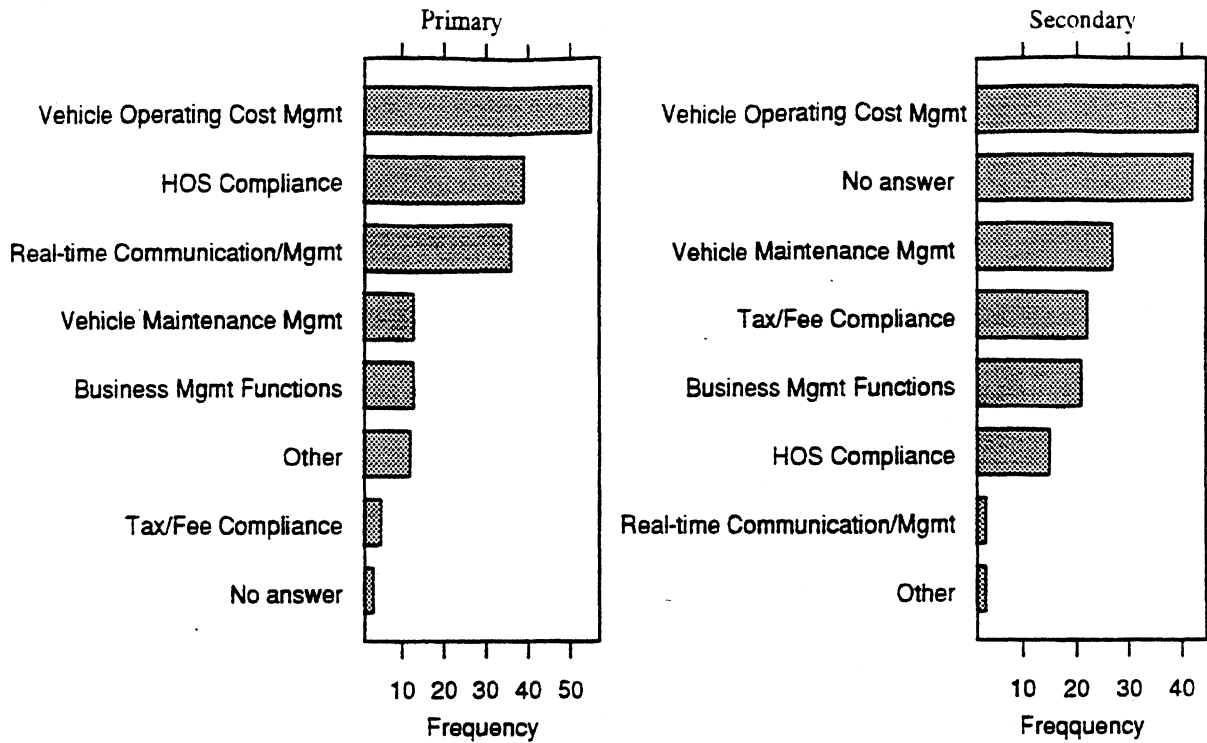 Primary
Vehicle Operating Cost Mgmt
HOS Compliance
Real-time Communication/Mgmt
Vehicle Maintenance Mgmt
Business Mgmt Functions
Other
Tax/Fee Compliance
No answer
10 20 30 40 50
Frequency
Secondary
Vehicle Operating Cost Mgmt
No answer
Vehicle Maintenance Mgmt
Tax/Fee Compliance
Business Mgmt Functions
HOS Compliance
Real-time Communication/Mgmt
Other
10 20 30 40
Freqquency